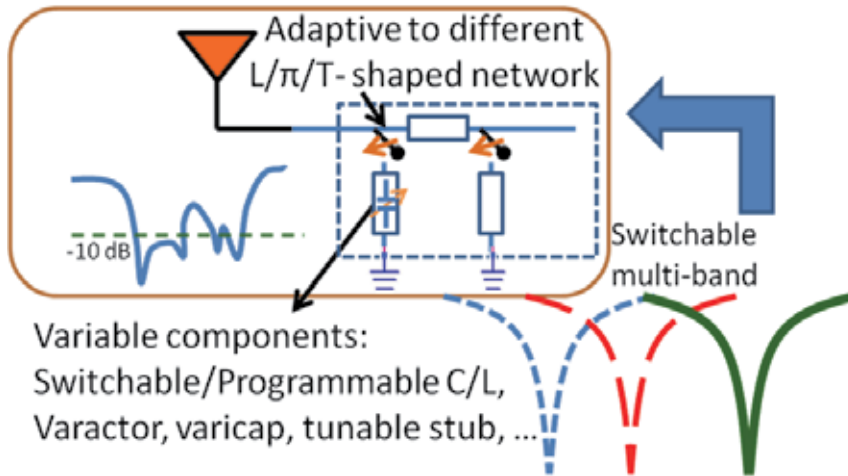 Adaptive to different
L/π/T- shaped network
-10 dB
Switchable
multi-band
Variable components:
Switchable/Programmable C/L,
Varactor, varicap, tunable stub, ...